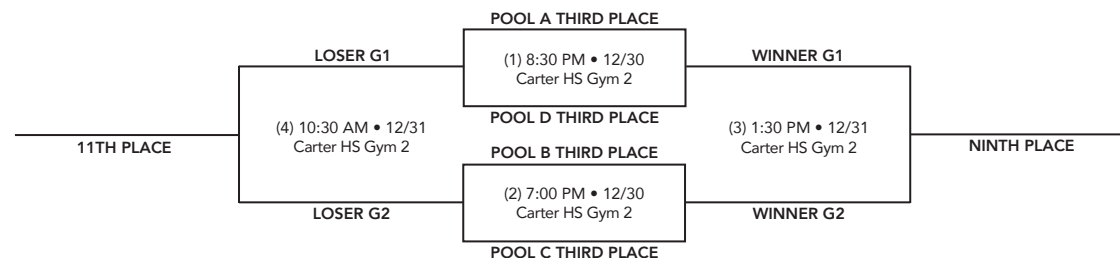 POOL A THIRD PLACE
LOSER G1
(1) 8:30 PM • 12/30
Carter HS Gym 2
WINNER G1
POOL D THIRD PLACE
(4) 10:30 AM • 12/31
Carter HS Gym 2
(3) 1:30 PM • 12/31
Carter HS Gym 2
11TH PLACE
NINTH PLACE
POOL B THIRD PLACE
(2) 7:00 PM • 12/30
Carter HS Gym 2
LOSER G2
WINNER G2
POOL C THIRD PLACE